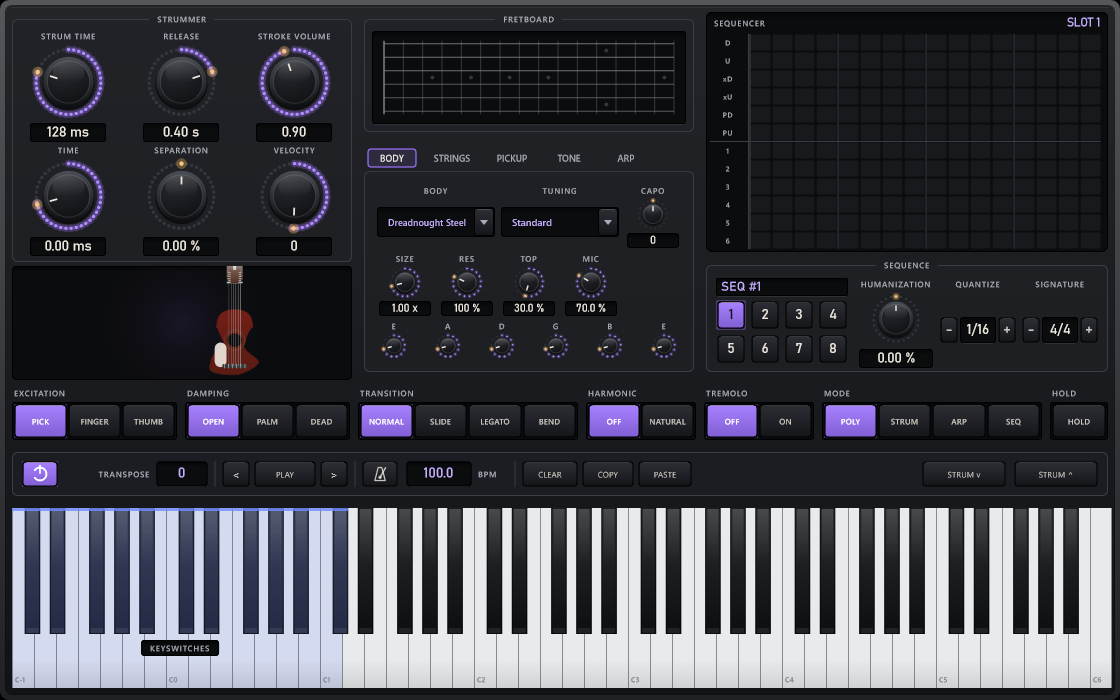 STRUMMER
STRUM TIME RELEASE STROKE VOLUME
128 ms 0.40 s 0.90
TIME SEPARATION VELOCITY
0.00 ms 0.00 % 0
FRETBOARD
BODY STRINGS PICKUP TONE ARP
BODY TUNING CAPO
Dreadnought Steel Standard
0
SIZE RES TOP MIC
1.00 x 100 % 30.0 % 70.0 %
E A D G B E
SEQUENCER SLOT 1
D
U
xD
xU
PD
PU
1
2
3
4
5
6
SEQUENCE
SEQ #1 HUMANIZATION QUANTIZE SIGNATURE
1 2 3 4
- 1/16 + - 4/4 +
5 6 7 8
0.00 %
EXCITATION DAMPING TRANSITION HARMONIC TREMOLO MODE HOLD
PICK FINGER THUMB OPEN PALM DEAD NORMAL SLIDE LEGATO BEND OFF NATURAL OFF ON POLY STRUM ARP SEQ HOLD
TRANSPOSE 0 < PLAY > 100.0 BPM CLEAR COPY PASTE STRUM v STRUM ^
KEYSWITCHES
C-1 C0 C1 C2 C3 C4 C5 C6